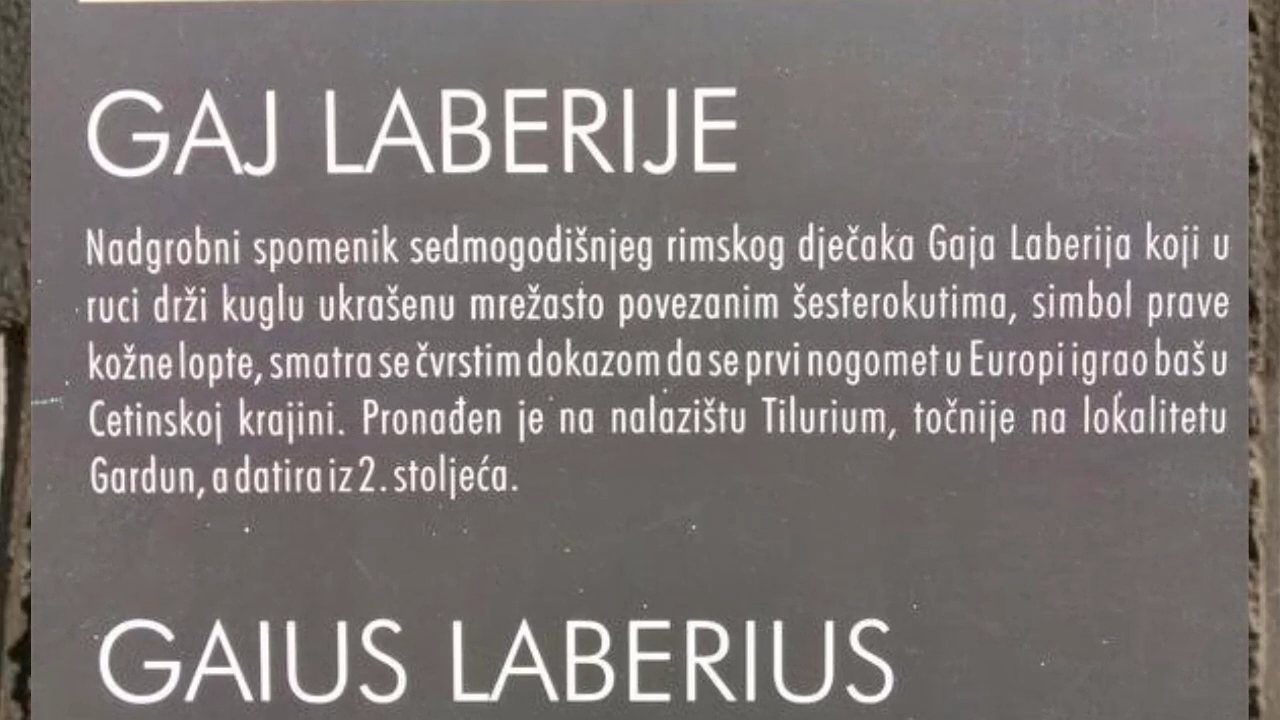 GAJ LABERIJE
Nadgrobni spomenik sedmogodišnjeg rimskog dječaka Gaja Laberija koji u
ruci drži kuglu ukrašenu mrežasto povezanim šesterokutima, simbol prave
kožne lopte, smatra se čvrstim dokazom da se prvi nogomet u Europi igrao baš u
Cetinskoj krajini. Pronađen je na nalazištu Tilurium, točnije na lokalitetu
Gardun, a datira iz 2. stoljeća.
GAIUS LABERIUS